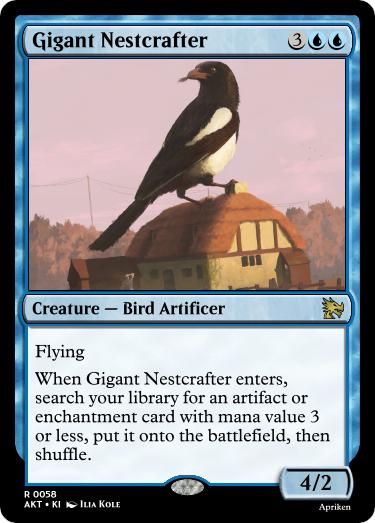 Gigant Nestcrafter 3
Creature — Bird Artificer
Flying
When Gigant Nestcrafter enters,
search your library for an artifact or
enchantment card with mana value 3
or less, put it onto the battlefield, then
shuffle.
4/2
R 0058
AKT • KI Ilia Kole
Apriken